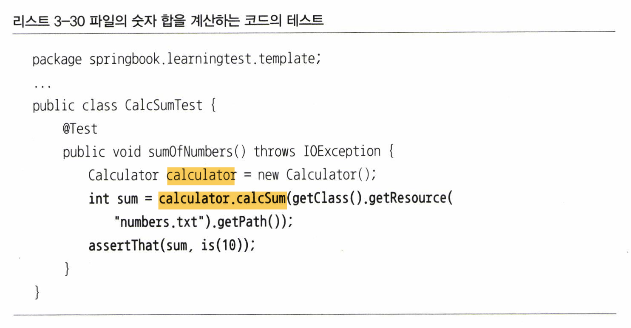 리스트 3-30 파일의 숫자 합을 계산하는 코드의 테스트
package springbook.learningtest.template;
...
public class CalcSumTest {
@Test
public void sumOfNumbers() throws IOException {
Calculator calculator = new Calculator();
int sum = calculator.calcSum(getClass().getResource(
"numbers.txt").getPath());
assertThat(sum, is(10));
}
}